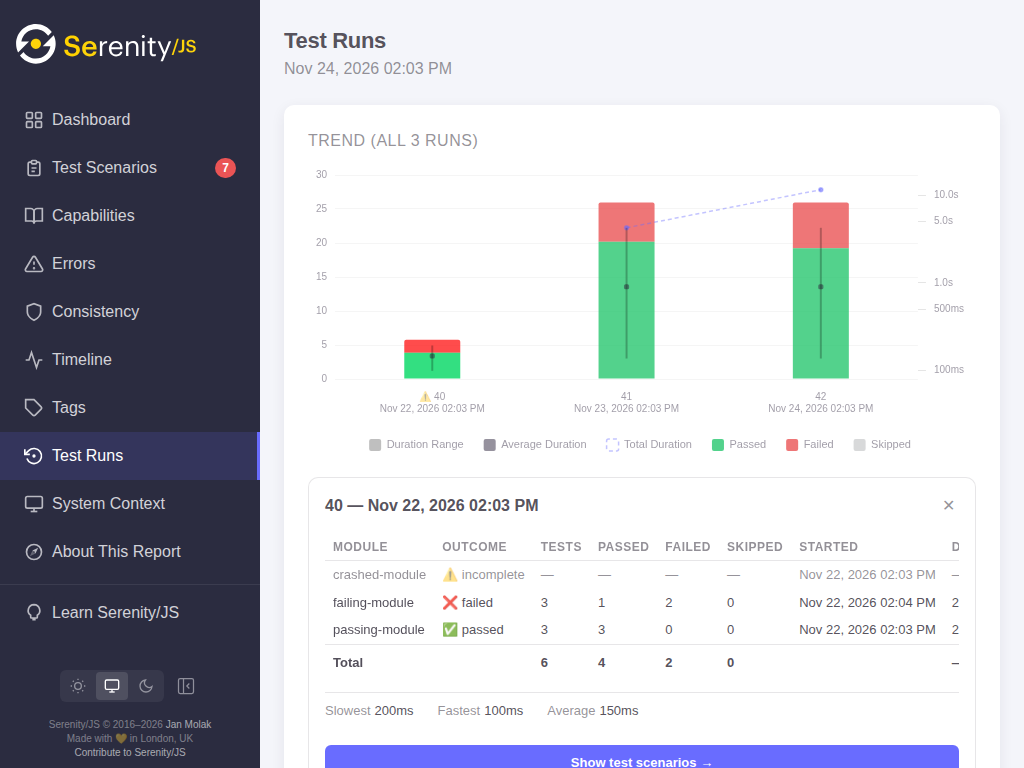 Serenity/JS
Dashboard
Test Scenarios 7
Capabilities
Errors
Consistency
Timeline
Tags
Test Runs
System Context
About This Report
Learn Serenity/JS
Serenity/JS © 2016–2026 Jan Molak
Made with 💛 in London, UK
Contribute to Serenity/JS
Test Runs
Nov 24, 2026 02:03 PM
TREND (ALL 3 RUNS)
30
25
20
15
10
5
0
10.0s
5.0s
1.0s
500ms
100ms
⚠️ 40
Nov 22, 2026 02:03 PM
41
Nov 23, 2026 02:03 PM
42
Nov 24, 2026 02:03 PM
Duration Range Average Duration Total Duration Passed Failed Skipped
40 — Nov 22, 2026 02:03 PM ✕
MODULE OUTCOME TESTS PASSED FAILED SKIPPED STARTED D
crashed-module ⚠️ incomplete — — — — Nov 22, 2026 02:03 PM –
failing-module ❌ failed 3 1 2 0 Nov 22, 2026 02:04 PM 2
passing-module ✅ passed 3 3 0 0 Nov 22, 2026 02:03 PM 2
Total 6 4 2 0 –
Slowest 200ms Fastest 100ms Average 150ms
Show test scenarios →